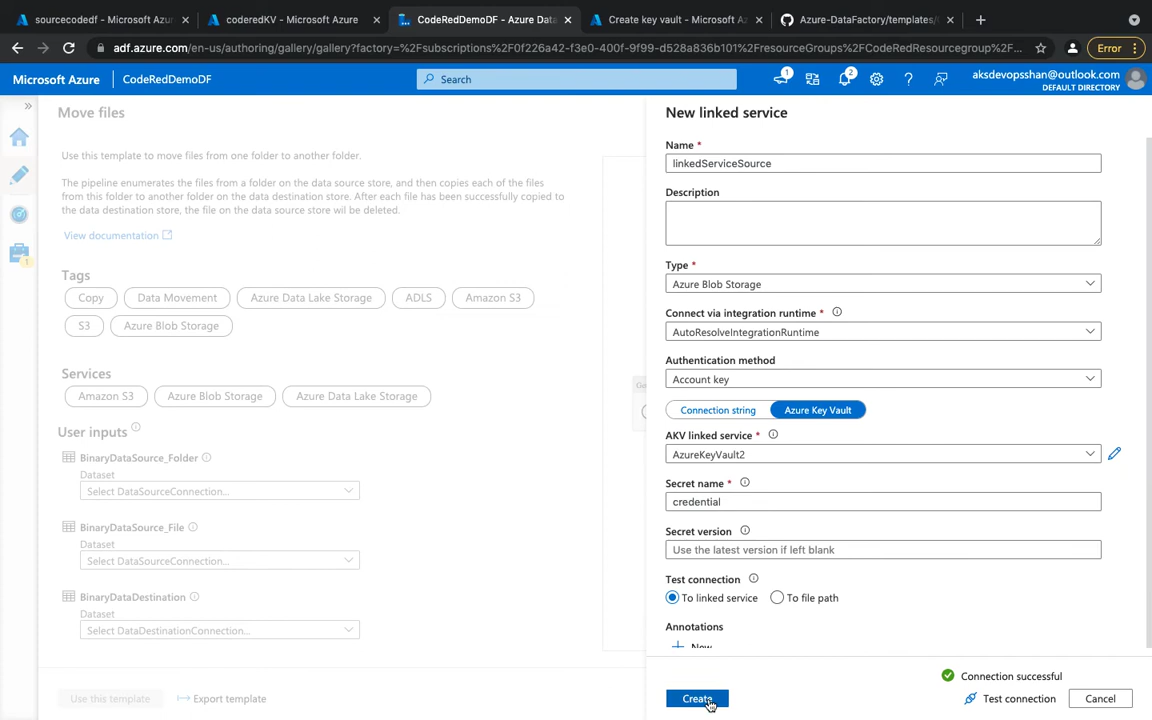 sourcecodedf - Microsoft Azu
coderedKV - Microsoft Azure
CodeRedDemoDF - Azure Data
Create key vault - Microsoft Az
Azure-DataFactory/templates/
adf.azure.com/en-us/authoring/gallery/gallery?factory=%2Fsubscriptions%2F0f226a42-f3e0-400f-9f99-d528a836b101%2FresourceGroups%2FCodeRedResourcegroup%2F...
Error
Microsoft Azure
CodeRedDemoDF
Search
1
2
aksdevopsshan@outlook.com
DEFAULT DIRECTORY
Move files
Use this template to move files from one folder to another folder.
The pipeline enumerates the files from a folder on the data source store, and then copies each of the files
from this folder to another folder on the data destination store. After each file has been successfully copied to
the data destination store, the file on the data source store wil be deleted.
View documentation
Tags
Copy
Data Movement
Azure Data Lake Storage
ADLS
Amazon S3
S3
Azure Blob Storage
Services
Amazon S3
Azure Blob Storage
Azure Data Lake Storage
User inputs
BinaryDataSource_Folder
Dataset
Select DataSourceConnection...
BinaryDataSource_File
Dataset
Select DataSourceConnection...
BinaryDataDestination
Dataset
Select DataDestinationConnection...
Use this template
Export template
New linked service
Name *
linkedServiceSource
Description
Type *
Azure Blob Storage
Connect via integration runtime *
AutoResolveIntegrationRuntime
Authentication method
Account key
Connection string
Azure Key Vault
AKV linked service *
AzureKeyVault2
Secret name *
credential
Secret version
Use the latest version if left blank
Test connection
To linked service
To file path
Annotations
New
Connection successful
Create
Test connection
Cancel